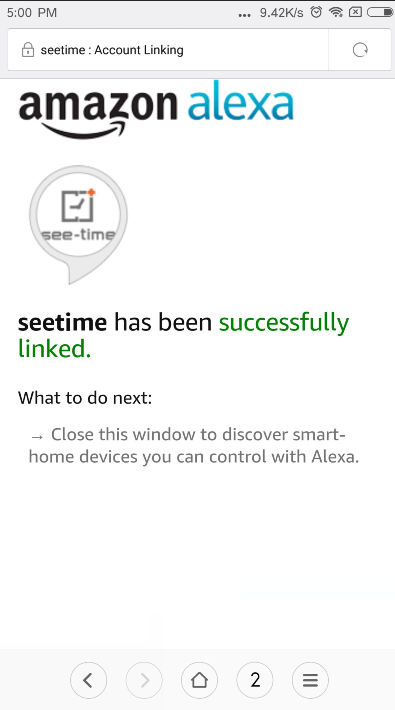 5:00 PM ... 9.42K/s
seetime : Account Linking
amazon alexa
see-time
seetime has been successfully
linked.
What to do next:
→ Close this window to discover smart-
home devices you can control with Alexa.
2